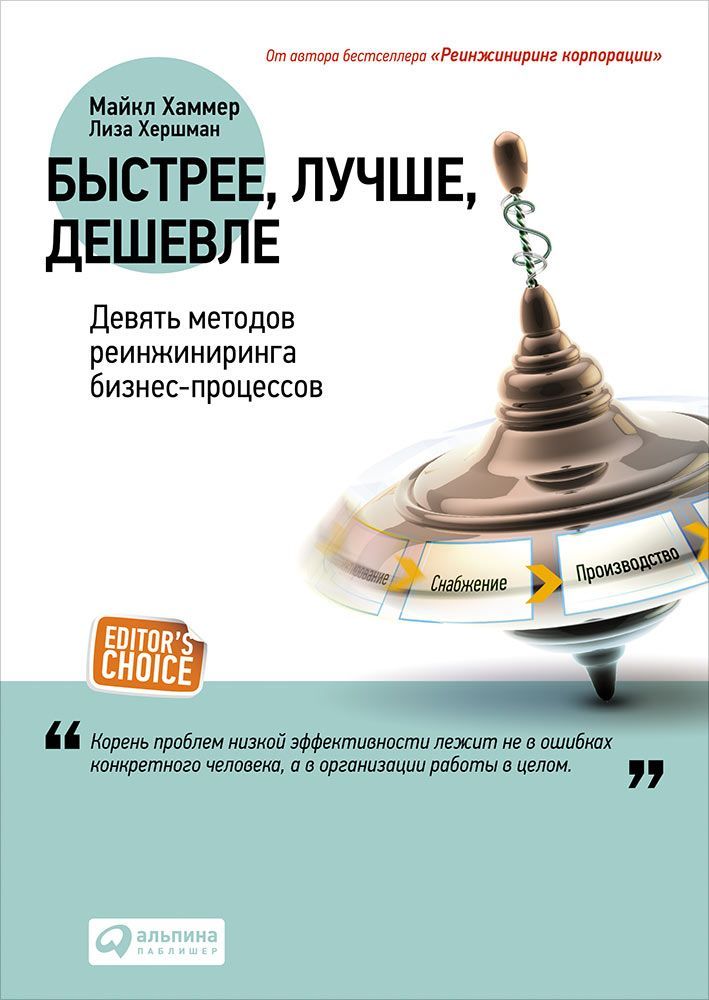 От автора бестселлера «Реинжиниринг корпорации»
Майкл Хаммер
Лиза Хершман
БЫСТРЕЕ, ЛУЧШЕ,
ДЕШЕВЛЕ
Девять методов
реинжиниринга
бизнес-процессов
Снабжение
Производство
EDITOR'S
CHOICE
“ Корень проблем низкой эффективности лежит не в ошибках
конкретного человека, а в организации работы в целом. ”
АЛЬПИНА
ПАБЛИШЕР